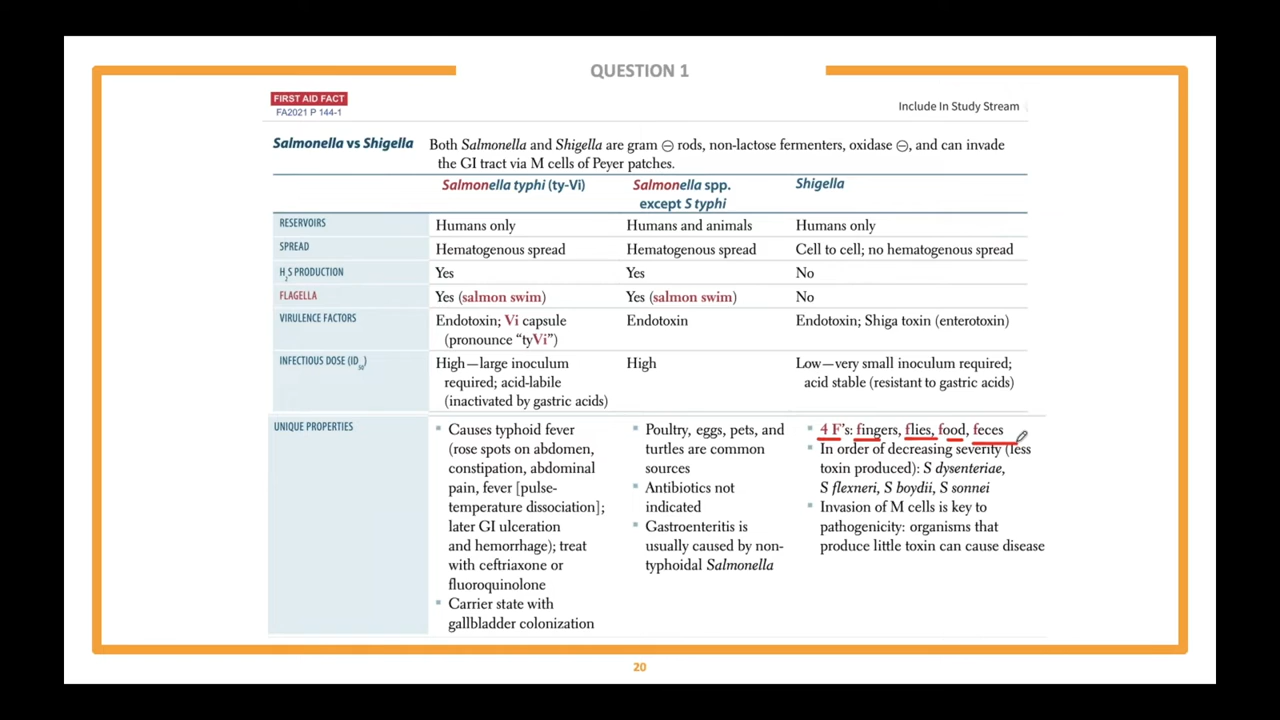 QUESTION 1
FIRST AID FACT
FA2021 P 144-1
Include In Study Stream
Salmonella vs Shigella
Both Salmonella and Shigella are gram ⊖ rods, non-lactose fermenters, oxidase ⊖, and can invade
the GI tract via M cells of Peyer patches.
Salmonella typhi (ty-Vi)
Salmonella spp.
except S typhi
Shigella
RESERVOIRS
Humans only
Humans and animals
Humans only
SPREAD
Hematogenous spread
Hematogenous spread
Cell to cell; no hematogenous spread
H₂S PRODUCTION
Yes
Yes
No
FLAGELLA
Yes (salmon swim)
Yes (salmon swim)
No
VIRULENCE FACTORS
Endotoxin; Vi capsule
(pronounce “tyVi”)
Endotoxin
Endotoxin; Shiga toxin (enterotoxin)
INFECTIOUS DOSE (ID₅₀)
High—large inoculum
required; acid-labile
(inactivated by gastric acids)
High
Low—very small inoculum required;
acid stable (resistant to gastric acids)
UNIQUE PROPERTIES
Causes typhoid fever
(rose spots on abdomen,
constipation, abdominal
pain, fever [pulse-
temperature dissociation];
later GI ulceration
and hemorrhage); treat
with ceftriaxone or
fluoroquinolone
Carrier state with
gallbladder colonization
Poultry, eggs, pets, and
turtles are common
sources
Antibiotics not
indicated
Gastroenteritis is
usually caused by non-
typhoidal Salmonella
4 F's: fingers, flies, food, feces
In order of decreasing severity (less
toxin produced): S dysenteriae,
S flexneri, S boydii, S sonnei
Invasion of M cells is key to
pathogenicity: organisms that
produce little toxin can cause disease
20